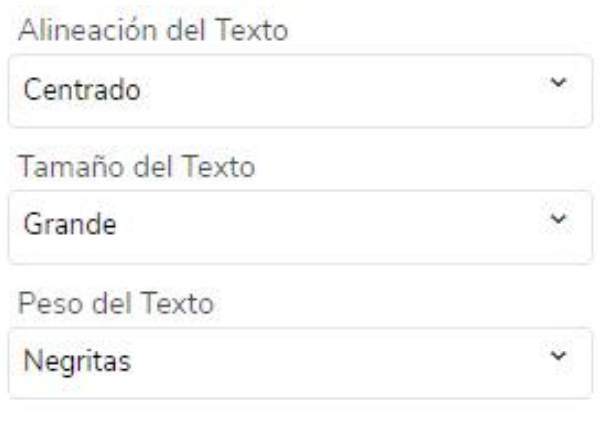 Alineación del Texto
Centrado
Tamaño del Texto
Grande
Peso del Texto
Negritas